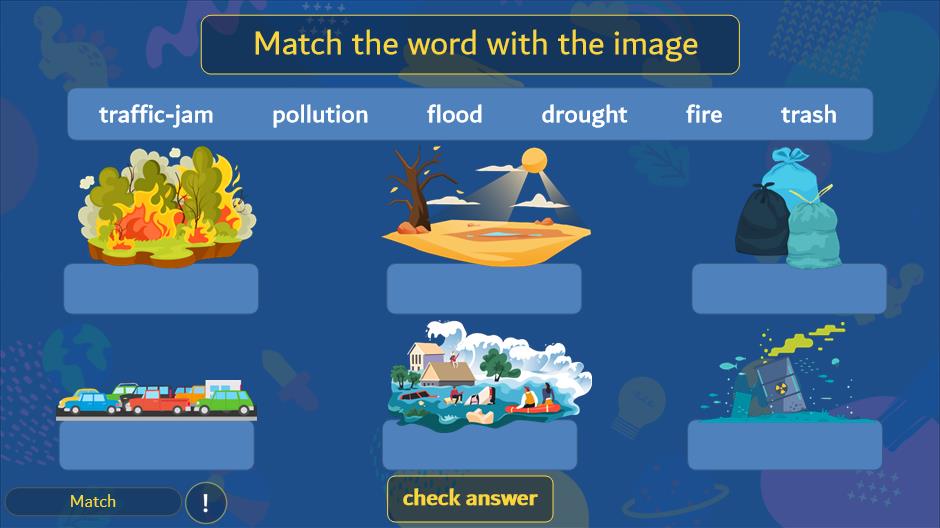 Match the word with the image
traffic-jam pollution flood drought fire trash
Match
!
check answer